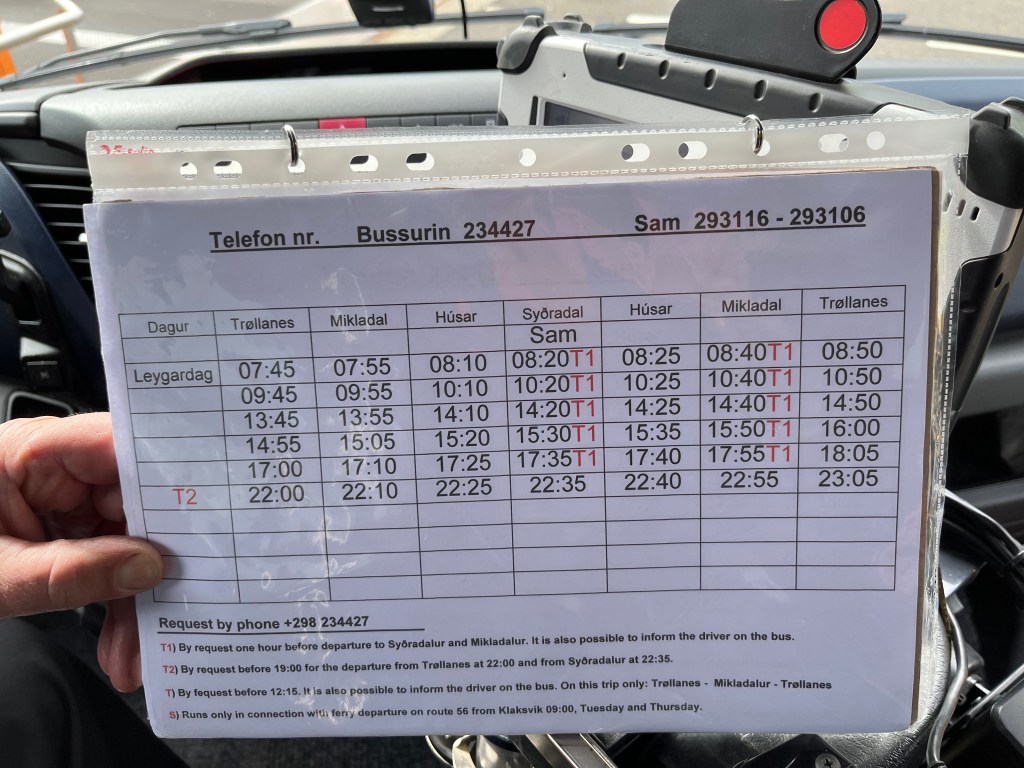 Telefon nr. Bussurin 234427 Sam 293116 - 293106
Dagur Trøllanes Mikladal Húsar Syðradal Húsar Mikladal Trøllanes
Sam
Leygardag 07:45 07:55 08:10 08:20T1 08:25 08:40T1 08:50
09:45 09:55 10:10 10:20T1 10:25 10:40T1 10:50
13:45 13:55 14:10 14:20T1 14:25 14:40T1 14:50
14:55 15:05 15:20 15:30T1 15:35 15:50T1 16:00
17:00 17:10 17:25 17:35T1 17:40 17:55T1 18:05
T2 22:00 22:10 22:25 22:35 22:40 22:55 23:05
Request by phone +298 234427
T1) By request one hour before departure to Syðradalur and Mikladalur. It is also possible to inform the driver on the bus.
T2) By request before 19:00 for the departure from Trøllanes at 22:00 and from Syðradalur at 22:35.
T) By fequest before 12:15. It is also possible to inform the driver on the bus. On this trip only: Trøllanes - Mikladalur - Trøllanes
S) Runs only in connection with ferry departure on route 56 from Klaksvik 09:00, Tuesday and Thursday.